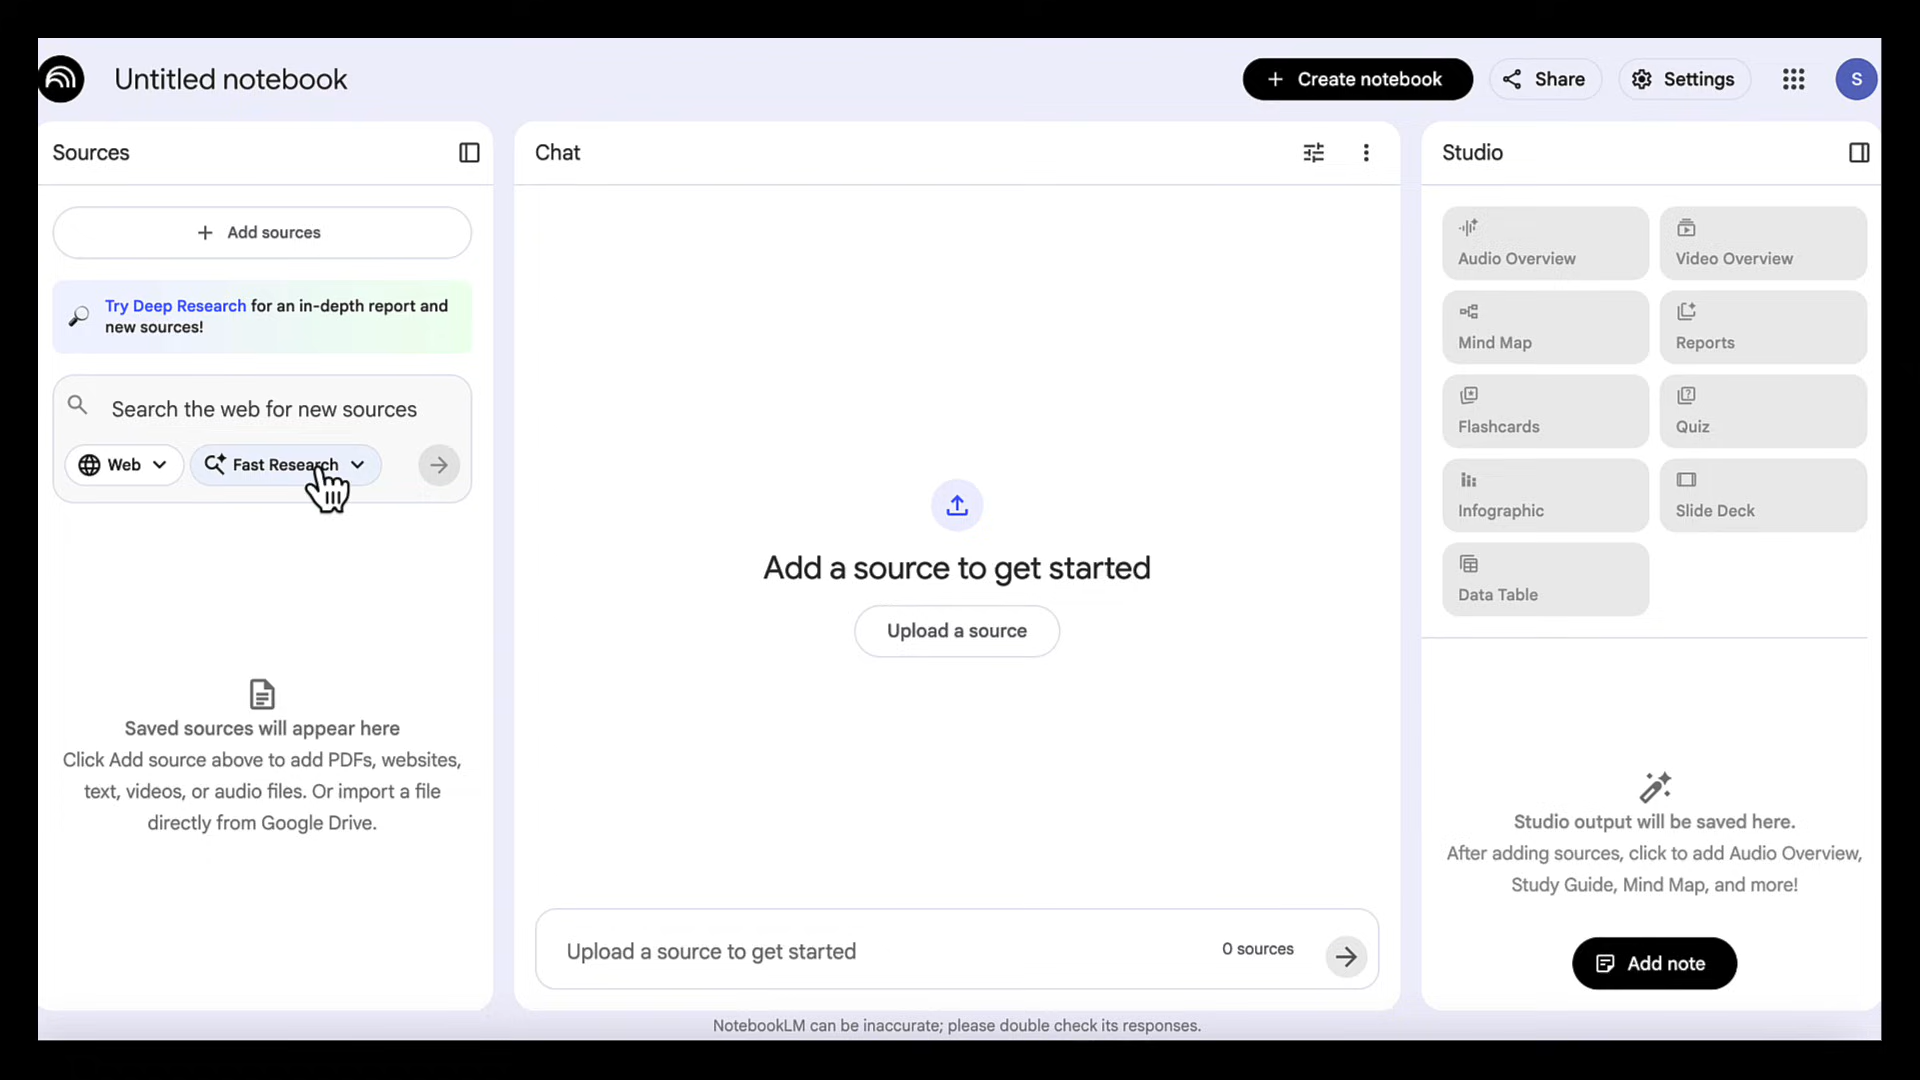 Untitled notebook
Create notebook
Share
Settings
S
Sources
Add sources
Try Deep Research for an in-depth report and
new sources!
Search the web for new sources
Web
Fast Research
Saved sources will appear here
Click Add source above to add PDFs, websites,
text, videos, or audio files. Or import a file
directly from Google Drive.
Chat
Add a source to get started
Upload a source
Upload a source to get started
0 sources
NotebookLM can be inaccurate; please double check its responses.
Studio
Audio Overview
Video Overview
Mind Map
Reports
Flashcards
Quiz
Infographic
Slide Deck
Data Table
Studio output will be saved here.
After adding sources, click to add Audio Overview,
Study Guide, Mind Map, and more!
Add note